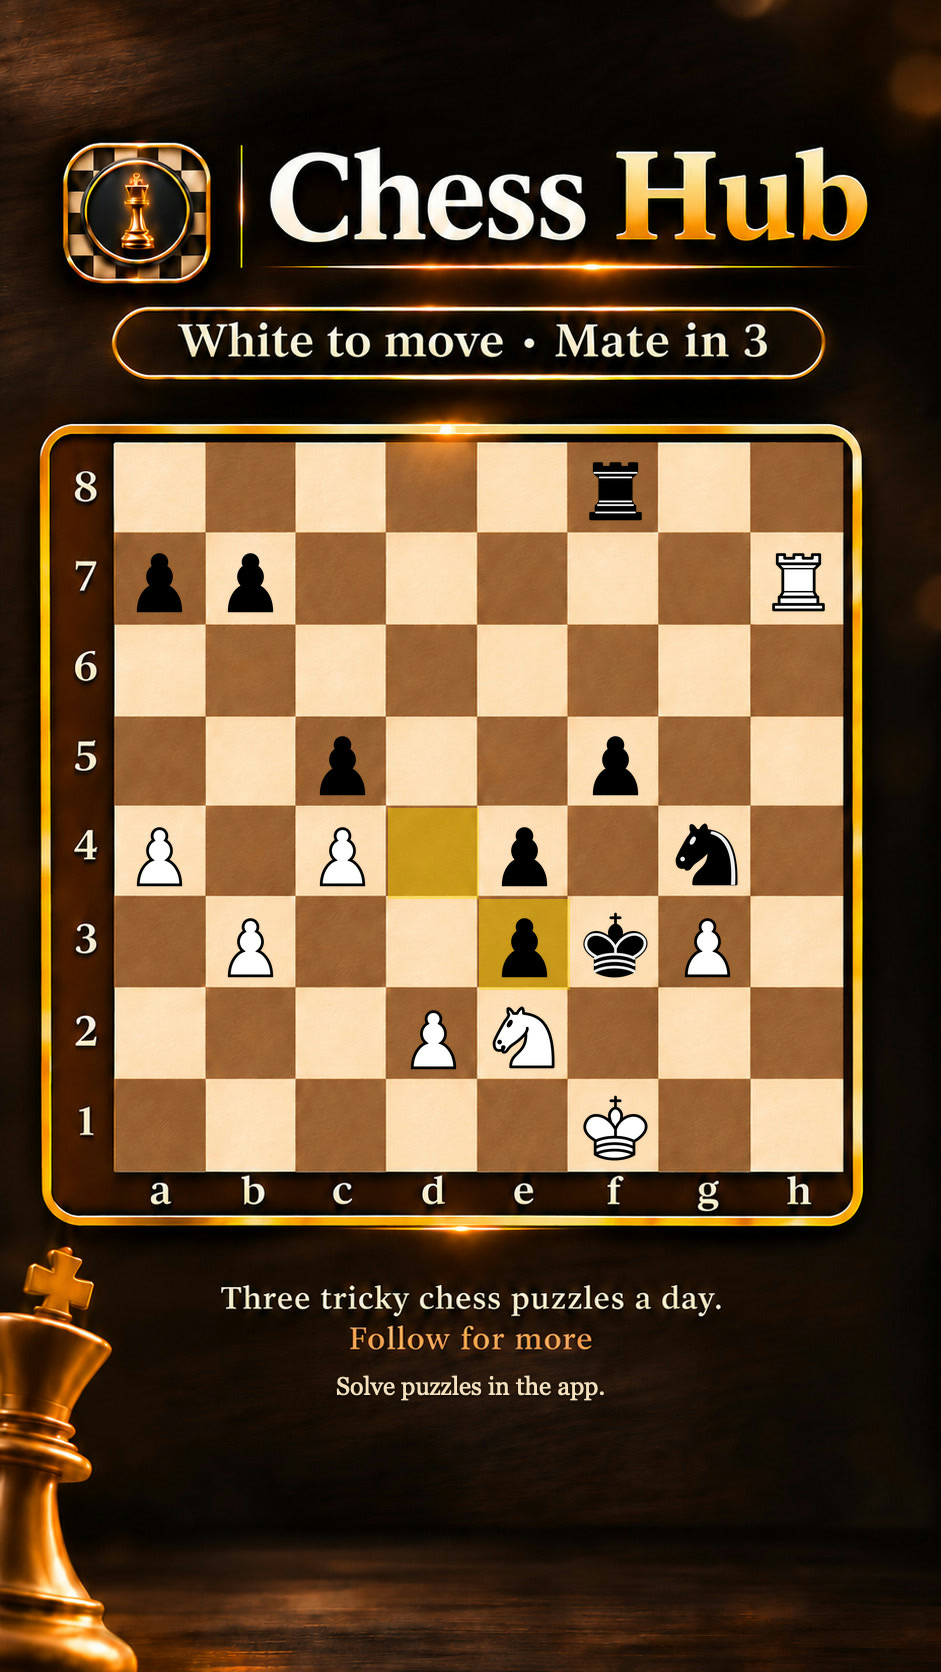 Chess Hub
White to move • Mate in 3
8
7
6
5
4
3
2
1
a b c d e f g h
Three tricky chess puzzles a day.
Follow for more
Solve puzzles in the app.